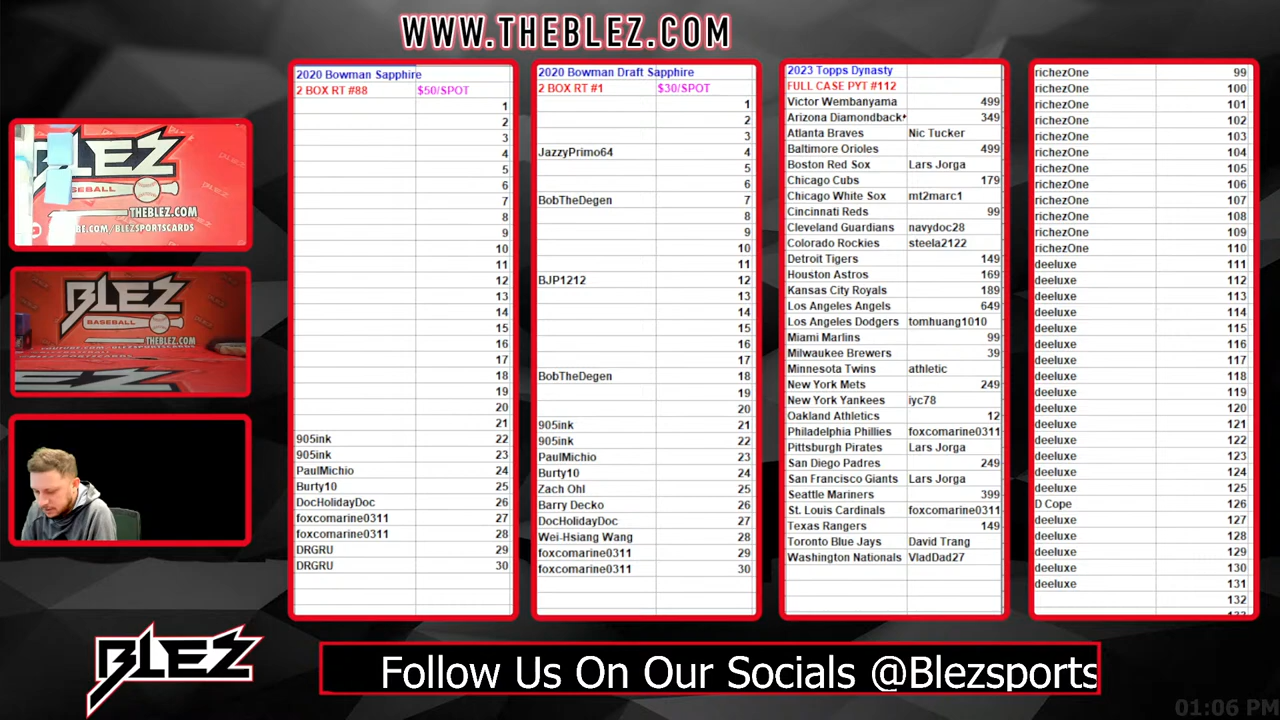 WWW.THEBLEZ.COM
BLEZ
BASEBALL
THEBLEZ.COM
BE.COM/BLEZSPORTSCARDS
BLEZ
BASEBALL
THEBLEZ.COM
2020 Bowman Sapphire
2 BOX RT #88 $50/SPOT
1
2
3
4
5
6
7
8
9
10
11
12
13
14
15
16
17
18
19
20
21
905ink 22
905ink 23
PaulMichio 24
Burty10 25
DocHolidayDoc 26
foxcomarine0311 27
foxcomarine0311 28
DRGRU 29
DRGRU 30
2020 Bowman Draft Sapphire
2 BOX RT #1 $30/SPOT
1
2
3
JazzyPrimo64 4
5
6
BobTheDegen 7
8
9
10
11
BJP1212 12
13
14
15
16
17
BobTheDegen 18
19
20
905ink 21
905ink 22
PaulMichio 23
Burty10 24
Zach Ohl 25
Barry Decko 26
DocHolidayDoc 27
Wei-Hsiang Wang 28
foxcomarine0311 29
foxcomarine0311 30
2023 Topps Dynasty
FULL CASE PYT #112
Victor Wembanyama 499
Arizona Diamondback 349
Atlanta Braves Nic Tucker
Baltimore Orioles 499
Boston Red Sox Lars Jorga
Chicago Cubs 179
Chicago White Sox mt2marc1
Cincinnati Reds 99
Cleveland Guardians navydoc28
Colorado Rockies steela2122
Detroit Tigers 149
Houston Astros 169
Kansas City Royals 189
Los Angeles Angels 649
Los Angeles Dodgers tomhuang1010
Miami Marlins 99
Milwaukee Brewers 39
Minnesota Twins athletic
New York Mets 249
New York Yankees iyc78
Oakland Athletics 12
Philadelphia Phillies foxcomarine0311
Pittsburgh Pirates Lars Jorga
San Diego Padres 249
San Francisco Giants Lars Jorga
Seattle Mariners 399
St. Louis Cardinals foxcomarine0311
Texas Rangers 149
Toronto Blue Jays David Trang
Washington Nationals VladDad27
richezOne 99
richezOne 100
richezOne 101
richezOne 102
richezOne 103
richezOne 104
richezOne 105
richezOne 106
richezOne 107
richezOne 108
richezOne 109
richezOne 110
deeluxe 111
deeluxe 112
deeluxe 113
deeluxe 114
deeluxe 115
deeluxe 116
deeluxe 117
deeluxe 118
deeluxe 119
deeluxe 120
deeluxe 121
deeluxe 122
deeluxe 123
deeluxe 124
deeluxe 125
D Cope 126
deeluxe 127
deeluxe 128
deeluxe 129
deeluxe 130
deeluxe 131
132
BLEZ
Follow Us On Our Socials @Blezsports
01:06 PM